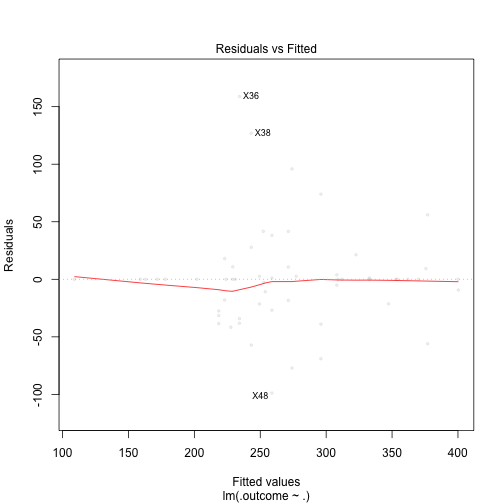 Residuals vs Fitted
Residuals
150
100
50
0
-50
-100
X36
X38
X48
100 150 200 250 300 350 400
Fitted values
lm(.outcome ~ .)